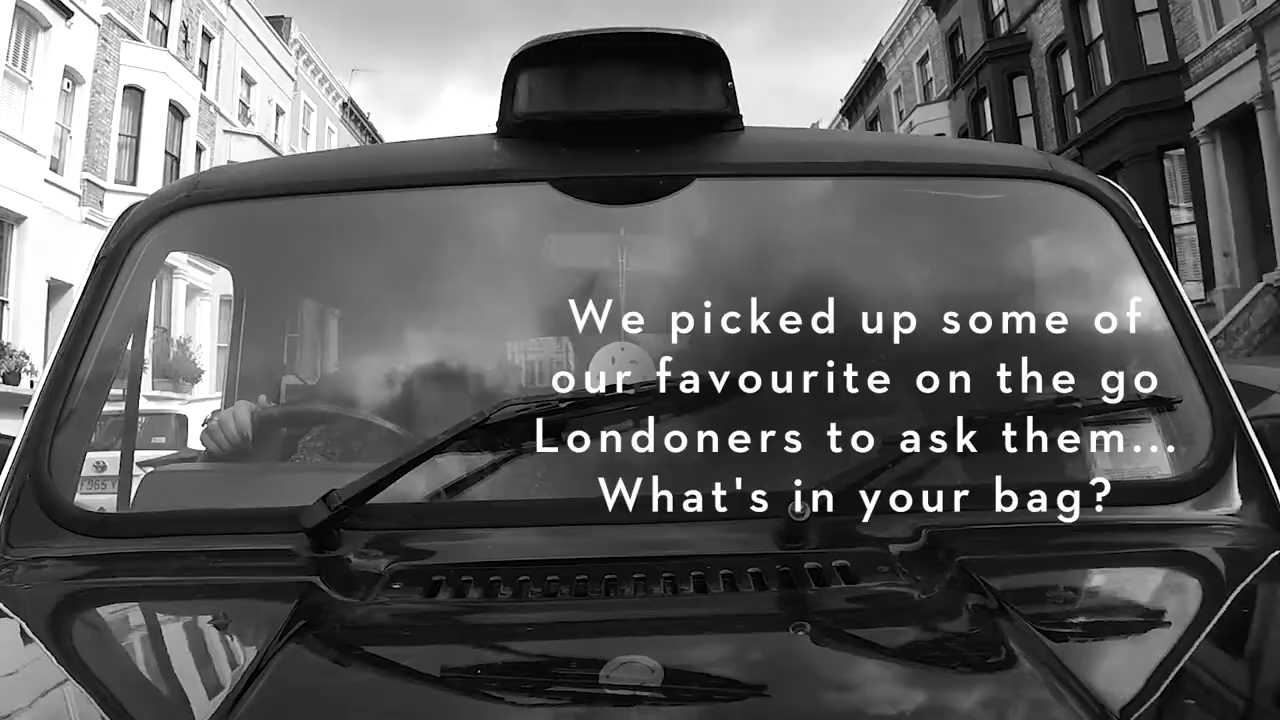 We picked up some of
our favourite on the go
Londoners to ask them...
What's in your bag?